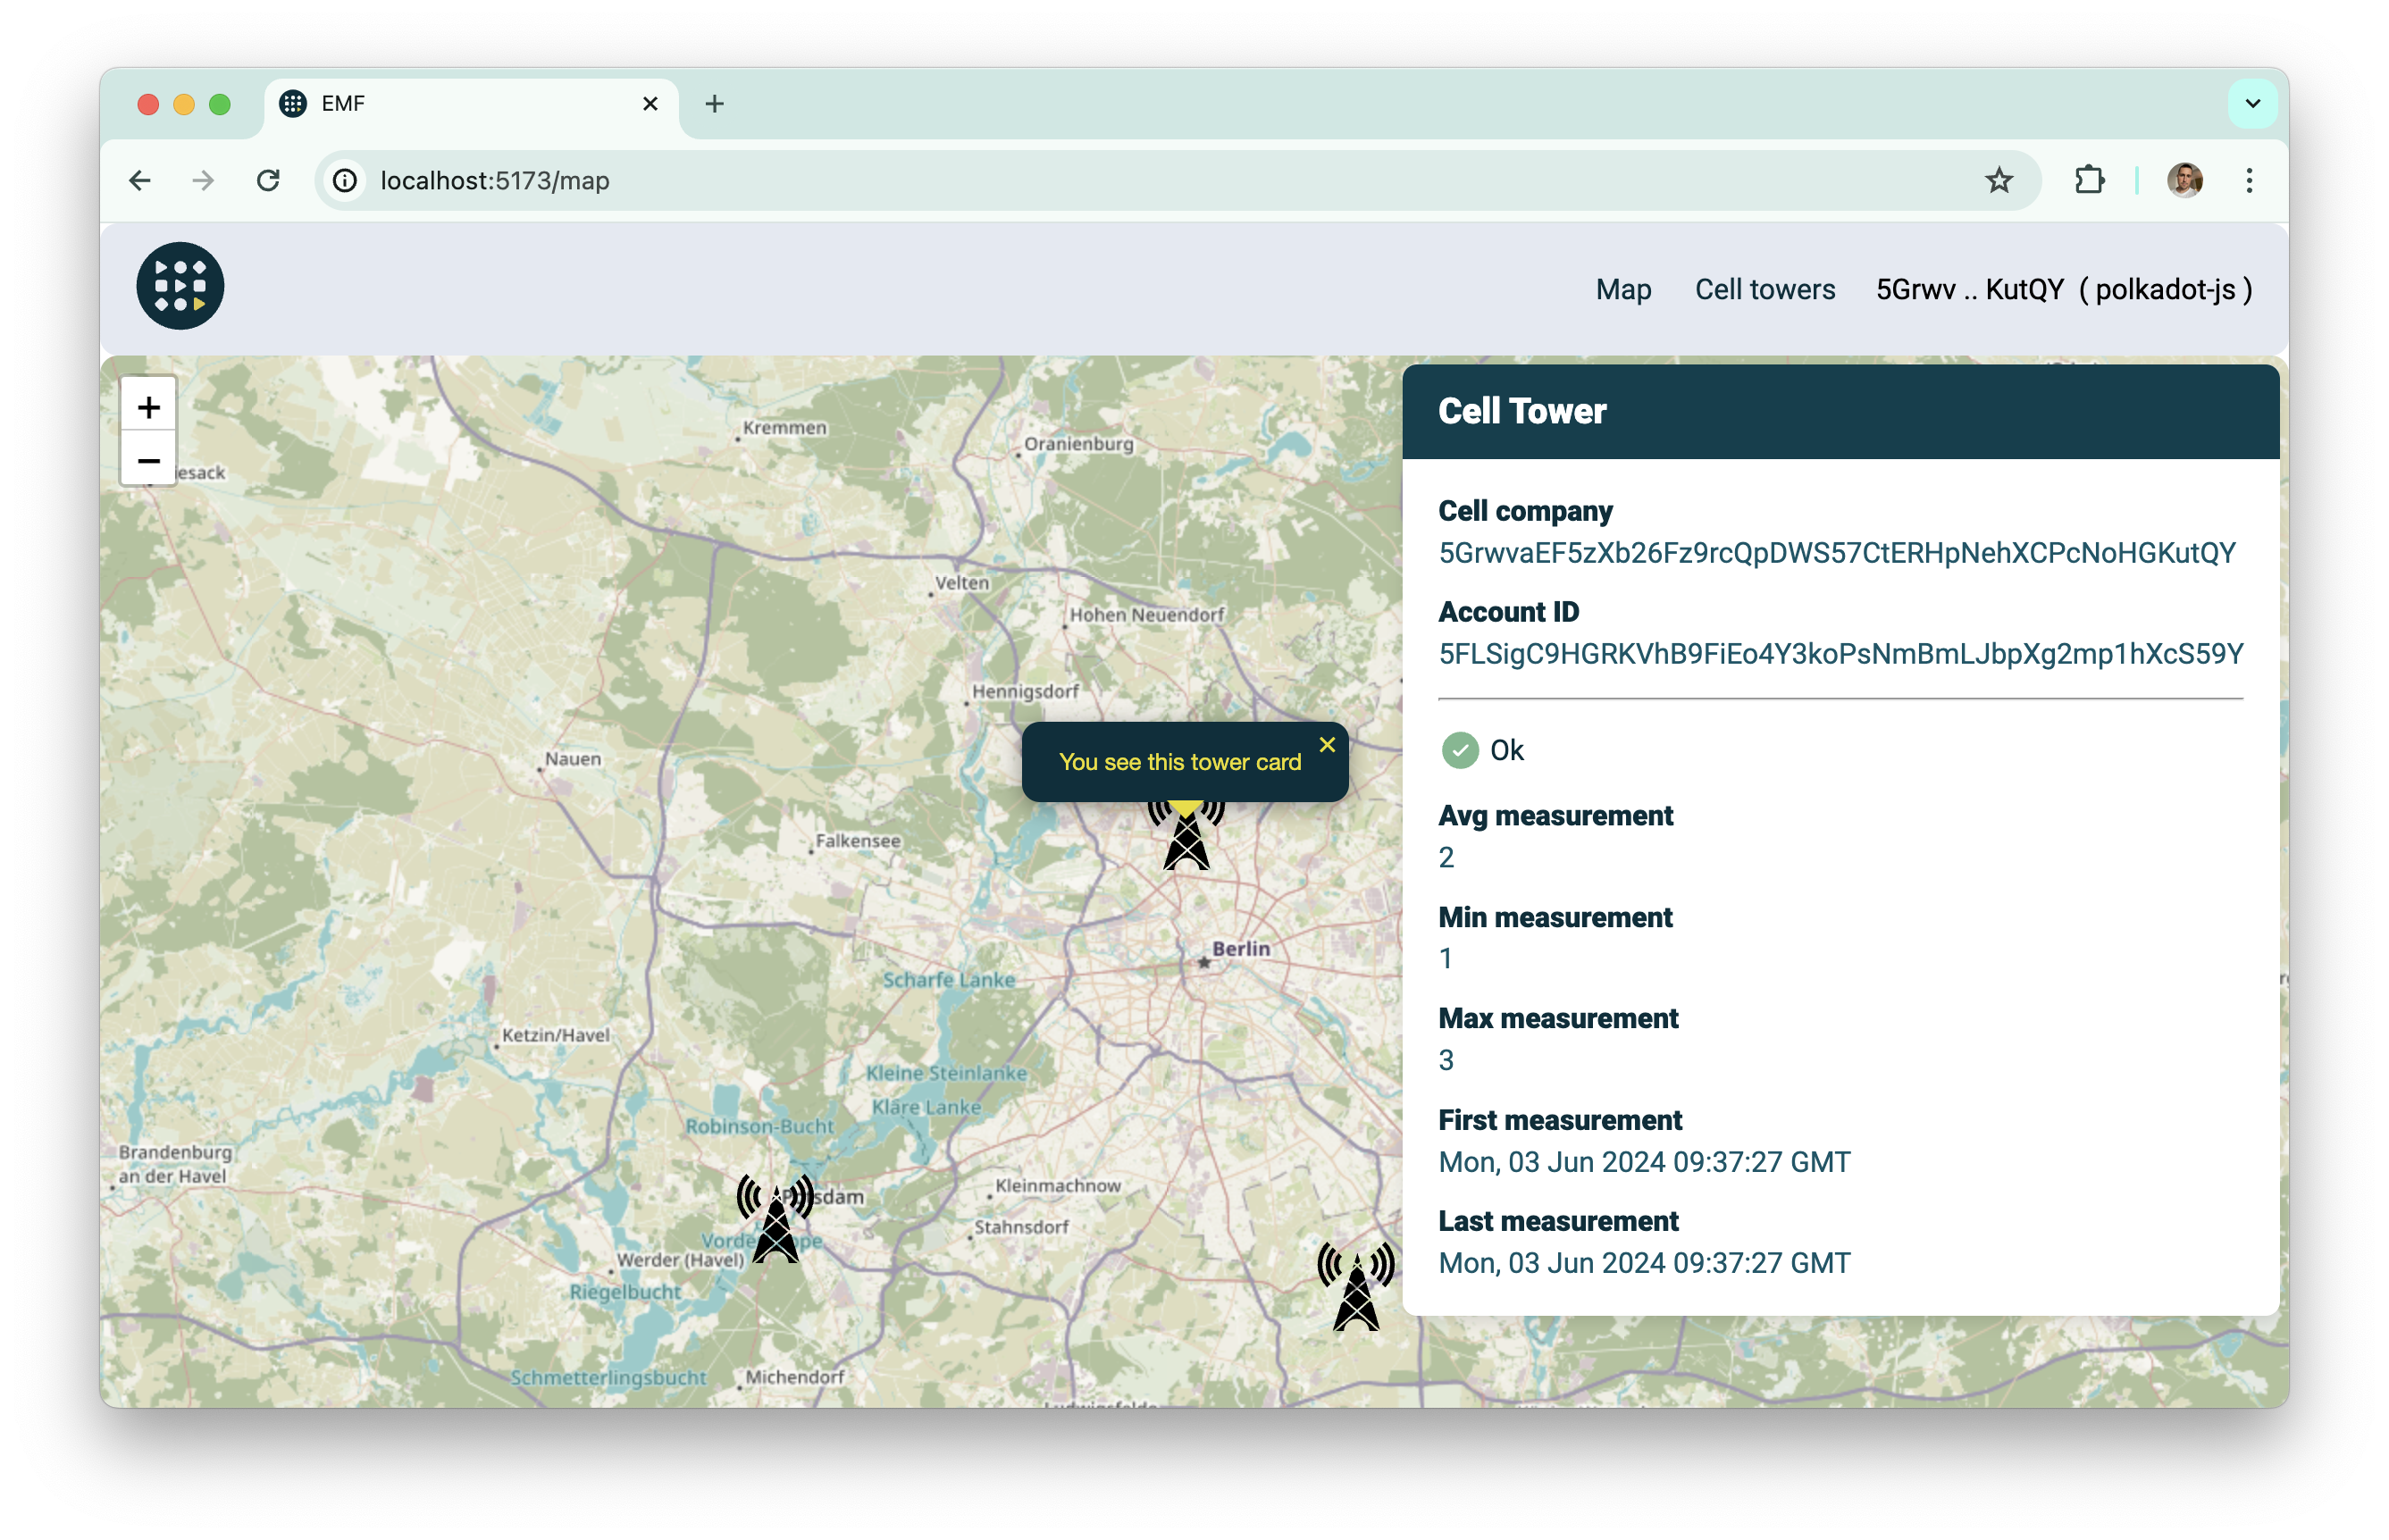 EMF
localhost:5173/map
Map
Cell towers
5Grwv .. KutQY ( polkadot-js )
+
−
esack
Kremmen
Oranienburg
Velten
Hohen Neuendorf
Hennigsdorf
Nauen
Falkensee
Berlin
Scharfe Lanke
Ketzin/Havel
Kleine Steinlanke
Klare Lanke
Robinson-Bucht
Brandenburg
an der Havel
Potsdam
Kleinmachnow
Stahnsdorf
Werder (Havel)
Riegelbucht
Schmetterlingsbucht
Michendorf
You see this tower card
Cell Tower
Cell company
5GrwvaEF5zXb26Fz9rcQpDWS57CtERHpNehXCPcNoHGKutQY
Account ID
5FLSigC9HGRKVhB9FiEo4Y3koPsNmBmLJbpXg2mp1hXcS59Y
Ok
Avg measurement
2
Min measurement
1
Max measurement
3
First measurement
Mon, 03 Jun 2024 09:37:27 GMT
Last measurement
Mon, 03 Jun 2024 09:37:27 GMT